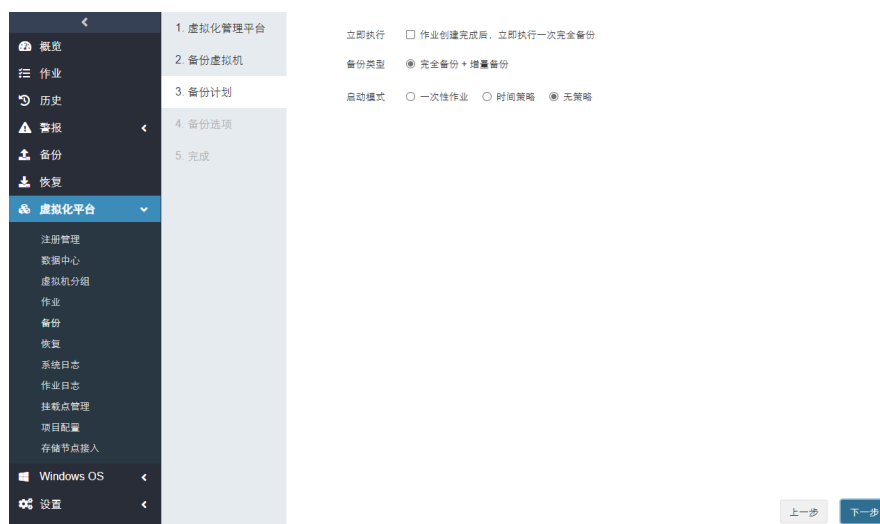 概览
作业
历史
警报
备份
恢复
虚拟化平台
注册管理
数据中心
虚拟机分组
作业
备份
恢复
系统日志
作业日志
挂载点管理
项目配置
存储节点接入
Windows OS
设置
1. 虚拟化管理平台
2. 备份虚拟机
3. 备份计划
4. 备份选项
5. 完成
立即执行 作业创建完成后，立即执行一次完全备份
备份类型 完全备份 + 增量备份
启动模式 一次性作业 时间策略 无策略
上一步 下一步